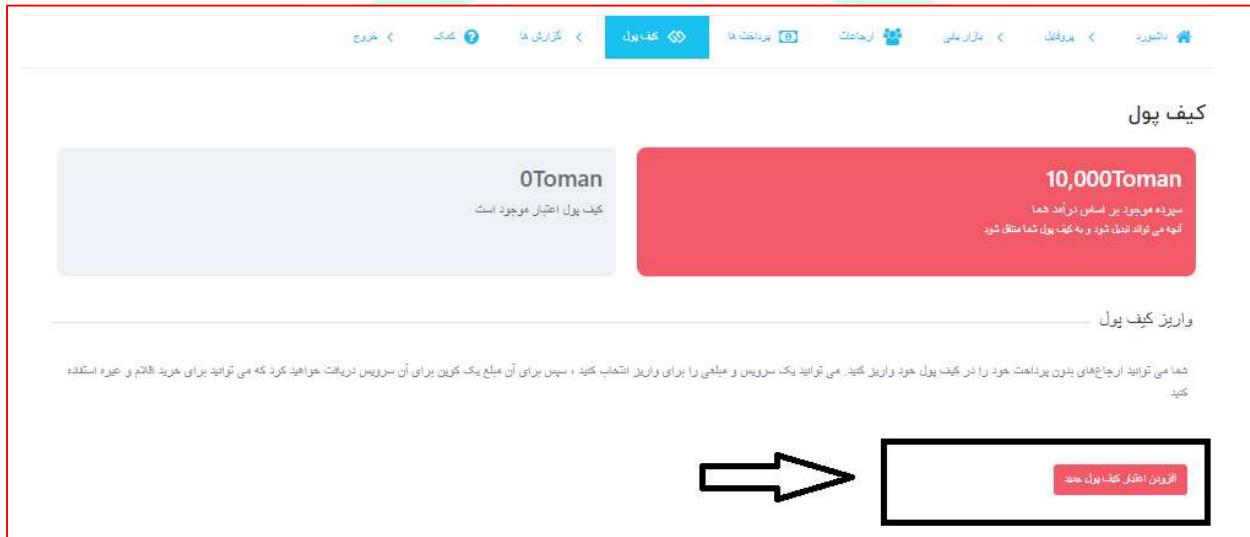 داشبورد
پروفایل
بازاریابی
ارجاعات
پرداخت ها
کیف پول
گزارش ها
کمک
خروج
کیف پول
10,000Toman
سپرده موجود بر اساس درآمد شما
آنچه می تواند تبدیل شود و به کیف پول شما منتقل شود
0Toman
کیف پول اعتبار موجود است
واریز کیف پول
شما می توانید ارجاع‌های بدون پرداخت خود را در کیف پول خود واریز کنید. می توانید یک سرویس و مبلغی را برای واریز انتخاب کنید ، سپس برای آن مبلغ یک کوپن برای آن سرویس دریافت خواهید کرد که می توانید برای خرید اقلام و غیره استفاده
کنید
افزودن اعتبار کیف پول جدید